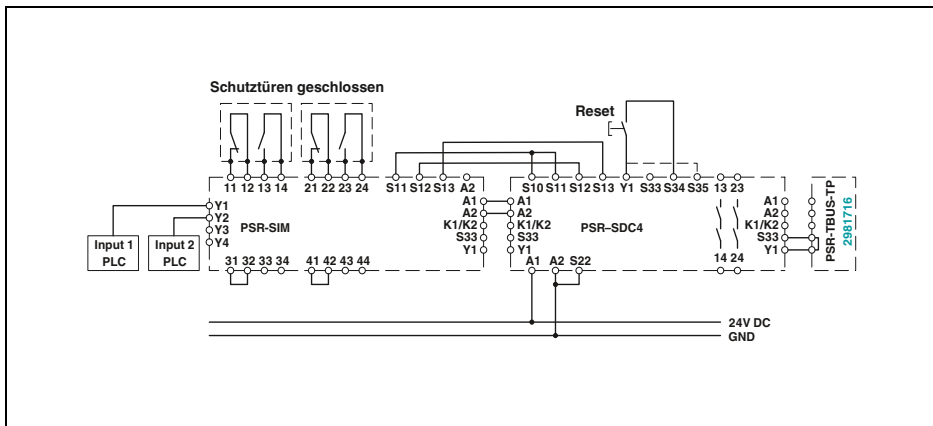 Schutztüren geschlossen
Reset
11 12 13 14 21 22 23 24 S11 S12 S13 A2 S10 S11 S12 S13 Y1 S33 S34 S35 13 23
Y1
Y2
Y3
Y4
PSR-SIM
A1
A2
K1/K2
S33
Y1
A1
A2
K1/K2
S33
Y1
PSR–SDC4
A1
A2
K1/K2
S33
Y1
PSR-TBUS-TP
2981716
Input 1
PLC
Input 2
PLC
31 32 33 34 41 42 43 44 A1 A2 S22 14 24
24V DC
GND